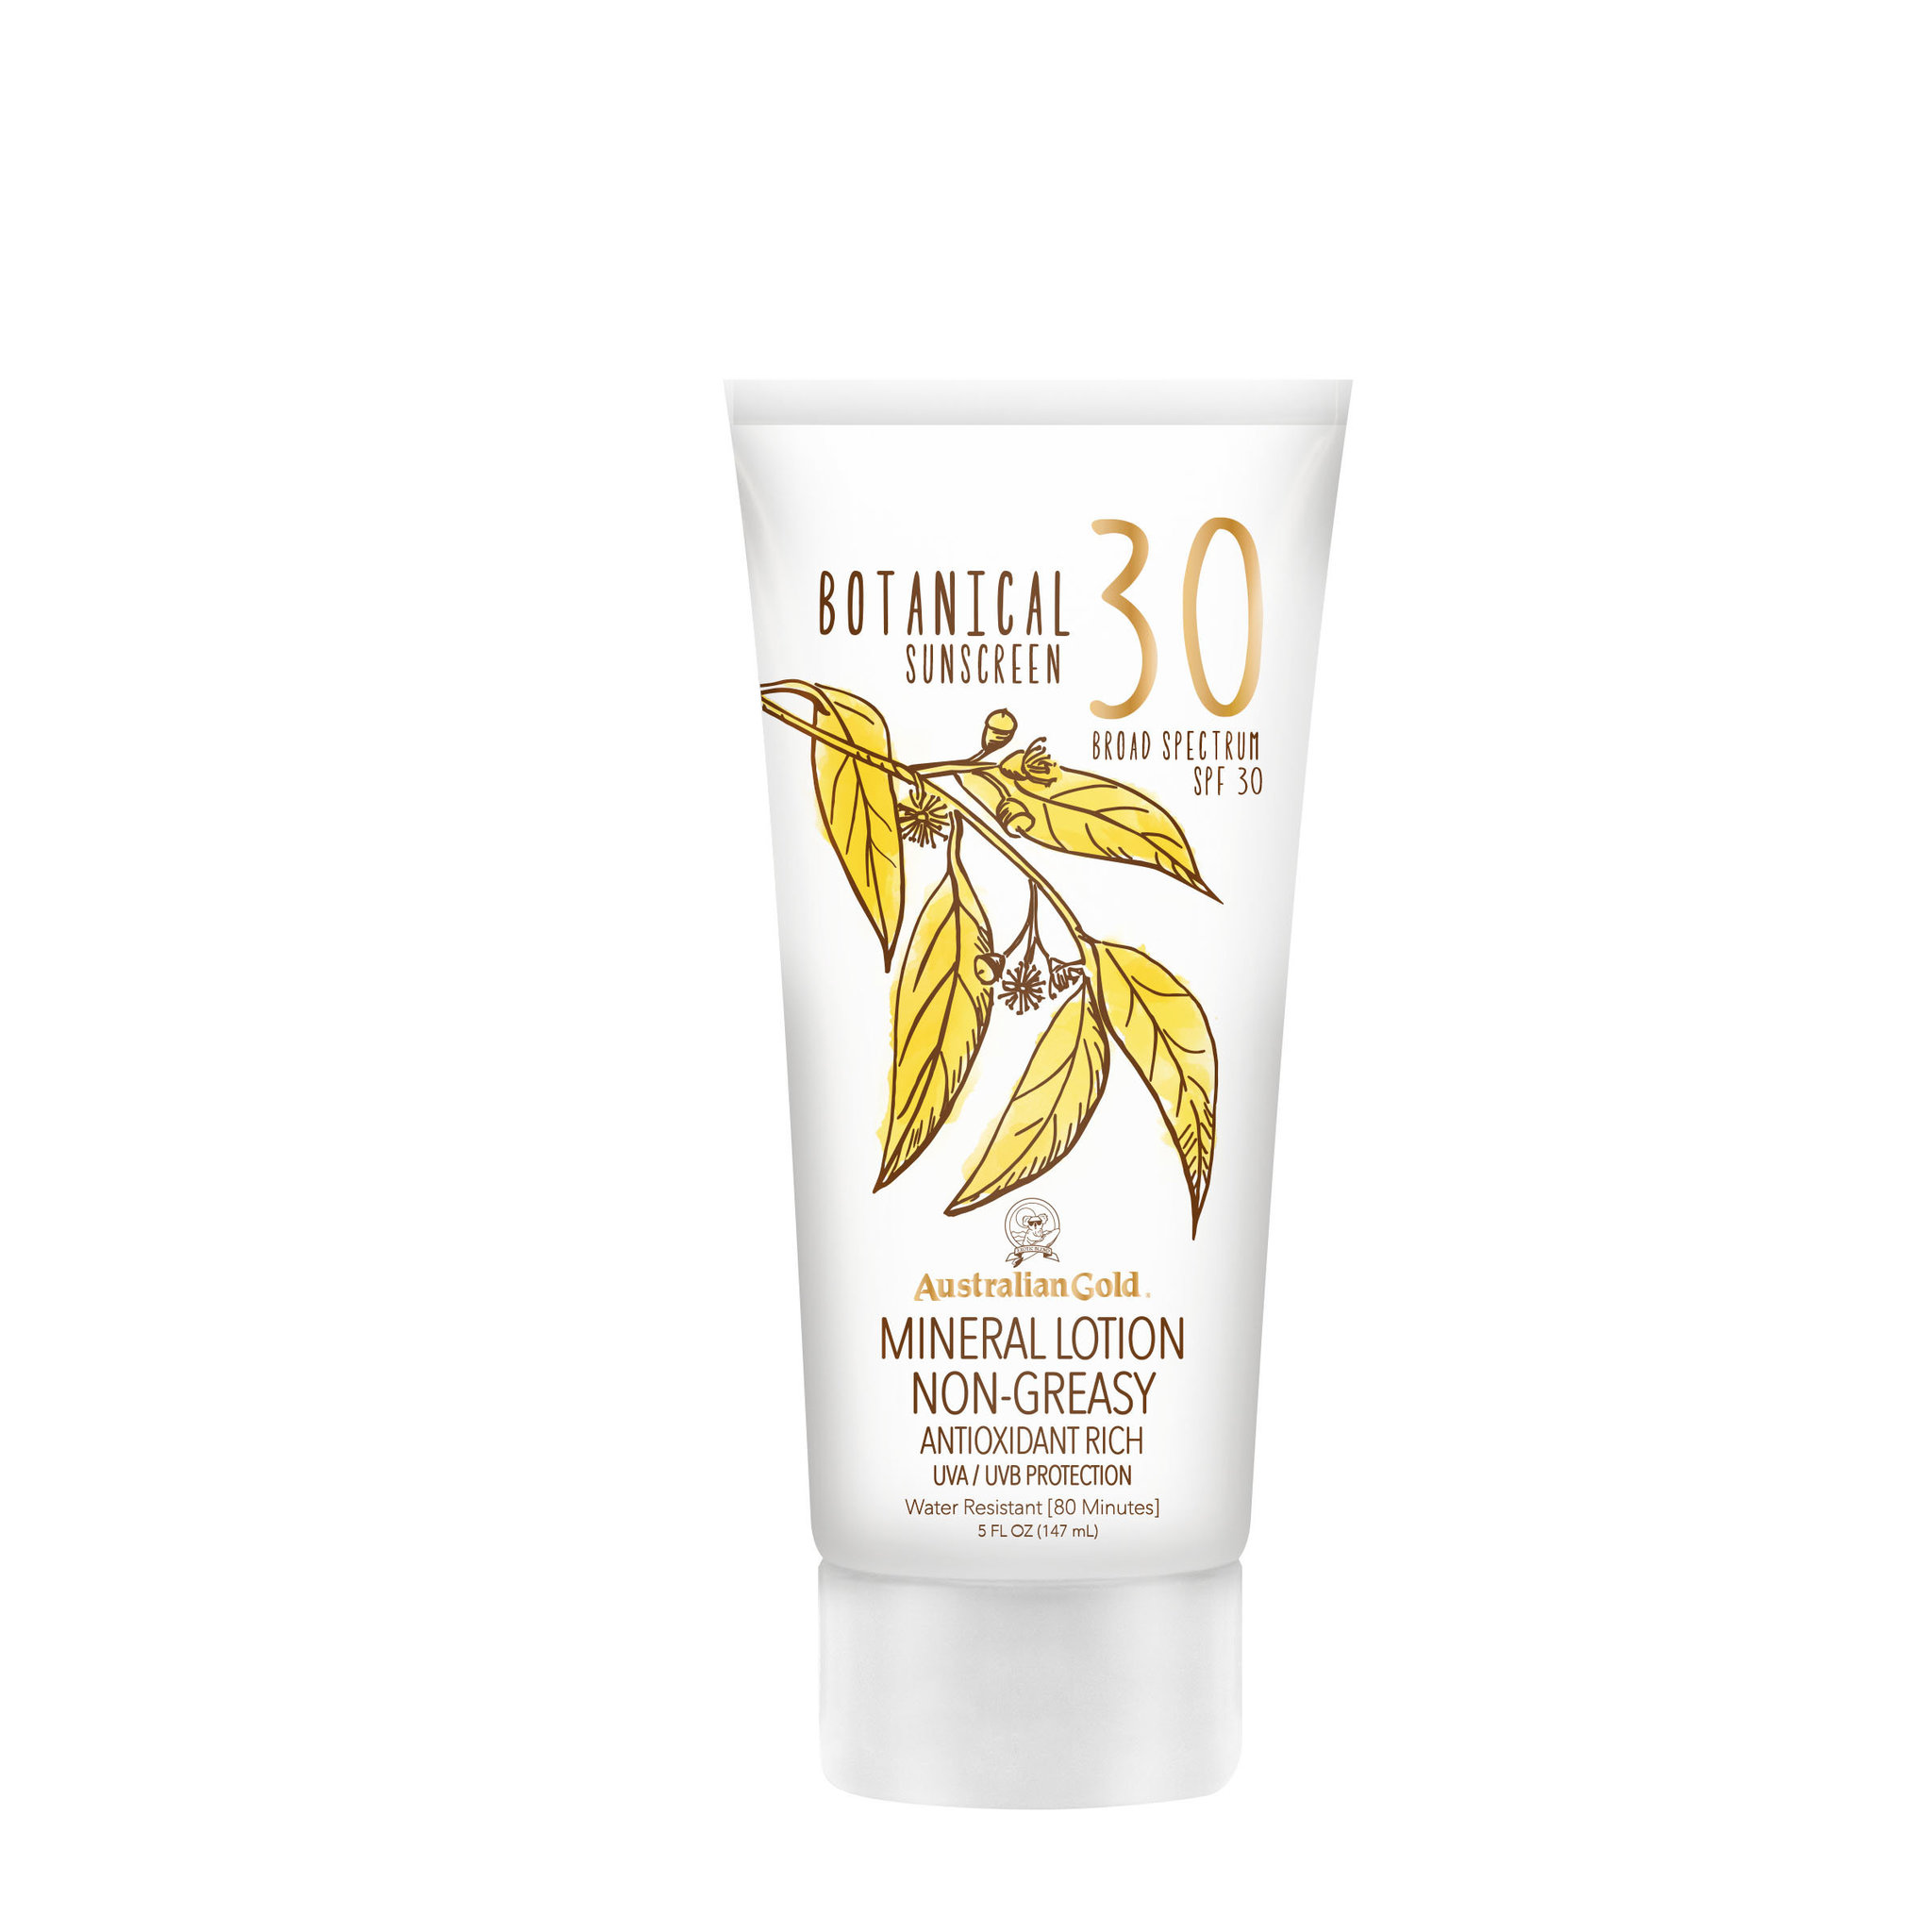 BOTANICAL
SUNSCREEN
30
BROAD SPECTRUM
SPF 30
Australian Gold.
MINERAL LOTION
NON-GREASY
ANTIOXIDANT RICH
UVA / UVB PROTECTION
Water Resistant [80 Minutes]
5 FL OZ (147 mL)